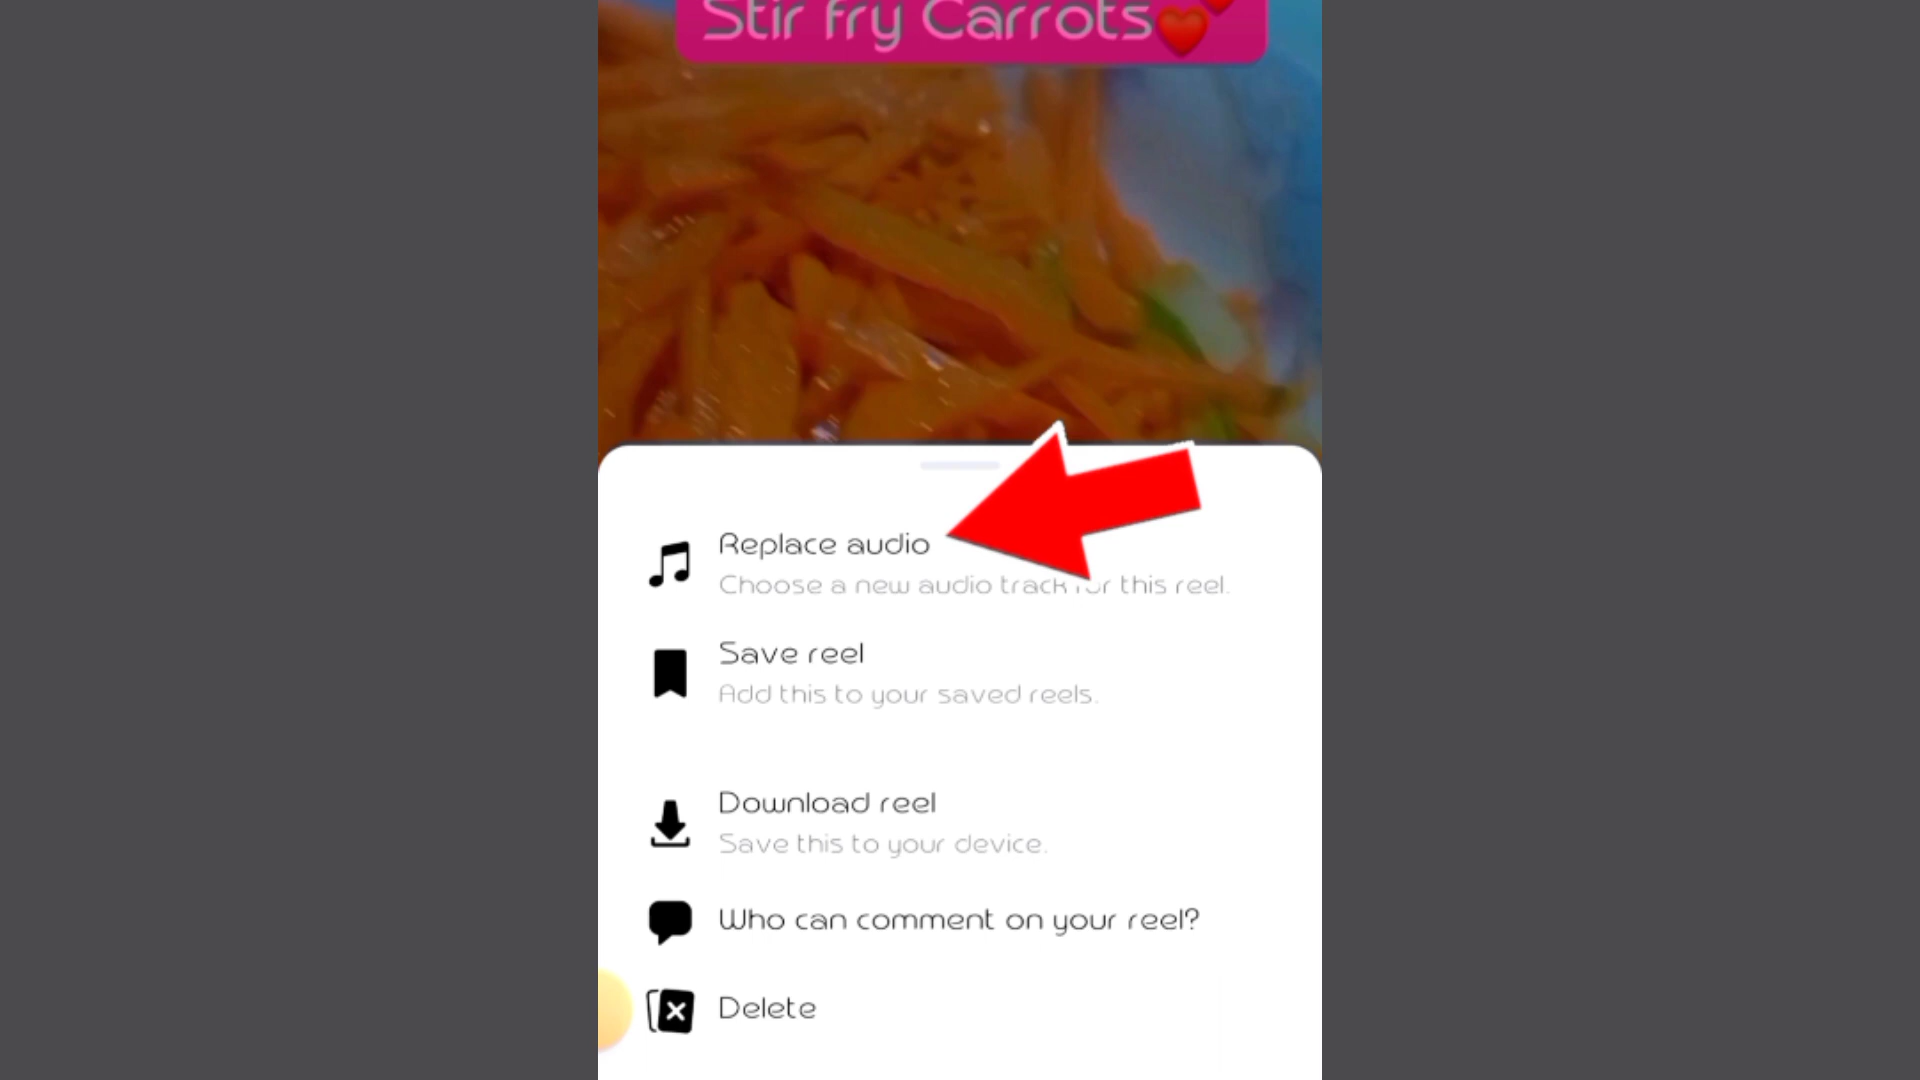 Stir fry Carrots
Replace audio
Choose a new audio track for this reel.
Save reel
Add this to your saved reels.
Download reel
Save this to your device.
Who can comment on your reel?
Delete